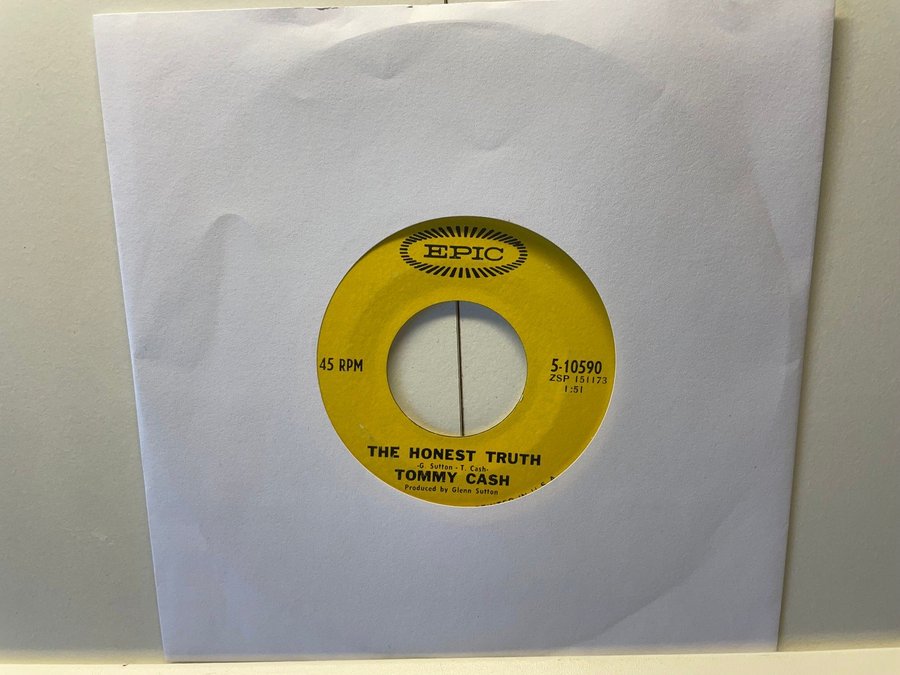 EPIC
45 RPM
5-10590
ZSP 151173
1:51
THE HONEST TRUTH
-G. Sutton - T. Cash-
TOMMY CASH
Produced by Glenn Sutton